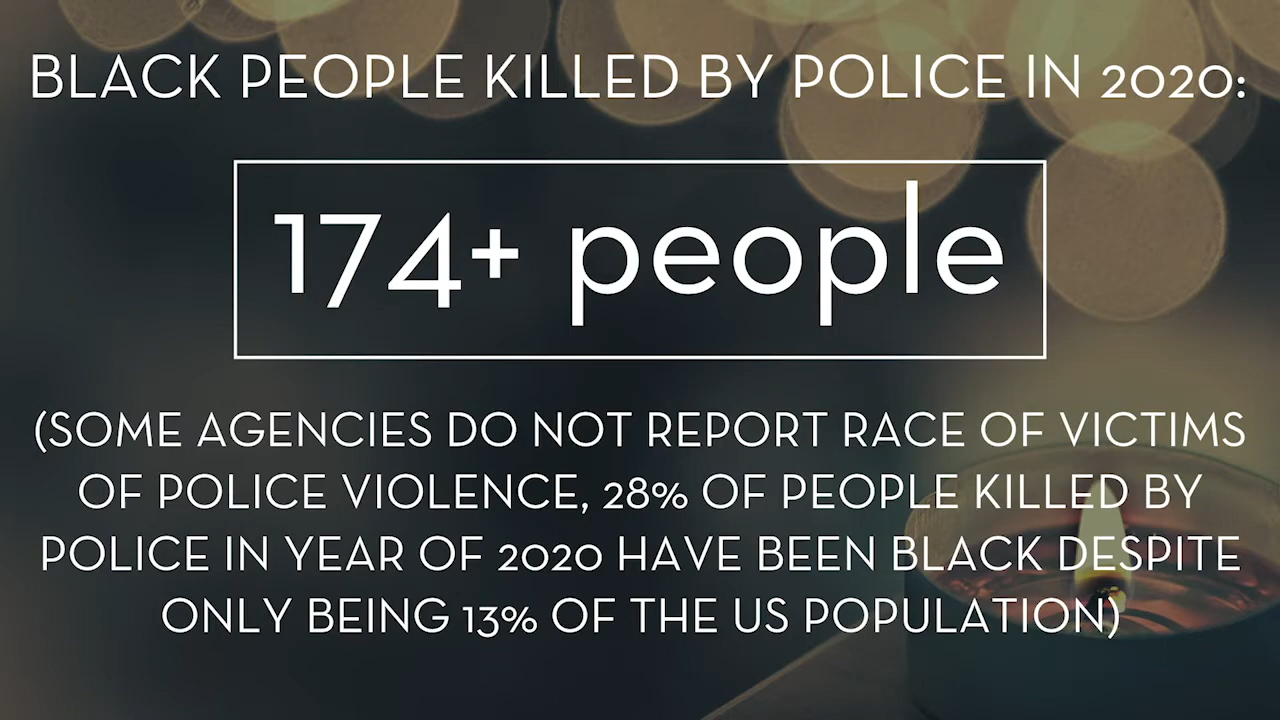 BLACK PEOPLE KILLED BY POLICE IN 2020:
174+ people
(SOME AGENCIES DO NOT REPORT RACE OF VICTIMS
OF POLICE VIOLENCE, 28% OF PEOPLE KILLED BY
POLICE IN YEAR OF 2020 HAVE BEEN BLACK DESPITE
ONLY BEING 13% OF THE US POPULATION)